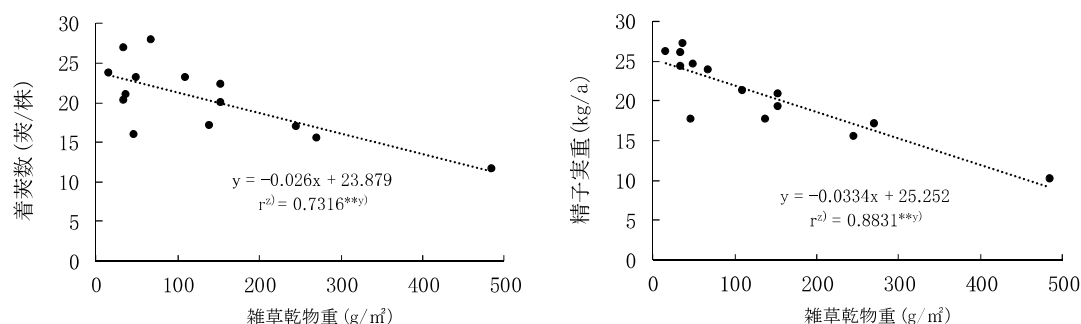 30
25
20
15
10
5
0
着莢数 (莢/株)
y = −0.026x + 23.879
r^z) = 0.7316**y)
0 100 200 300 400 500
雑草乾物重 (g/㎡)
30
25
20
15
10
5
0
精子実重 (kg/a)
y = −0.0334x + 25.252
r^z) = 0.8831**y)
0 100 200 300 400 500
雑草乾物重 (g/㎡)